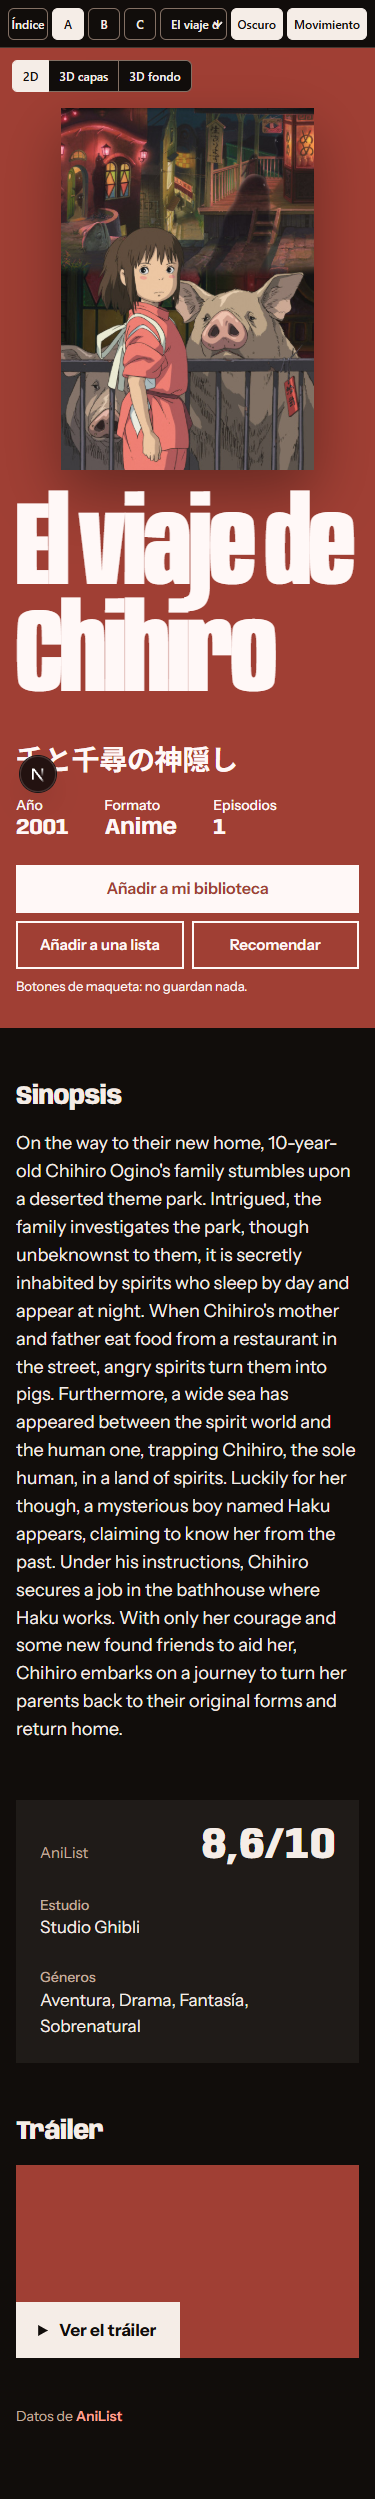 Índice A B C El viaje d Oscuro Movimiento
2D 3D capas 3D fondo
El viaje de
Chihiro
千と千尋の神隠し
N
Año Formato Episodios
2001 Anime 1
Añadir a mi biblioteca
Añadir a una lista Recomendar
Botones de maqueta: no guardan nada.
Sinopsis
On the way to their new home, 10-year-
old Chihiro Ogino's family stumbles upon
a deserted theme park. Intrigued, the
family investigates the park, though
unbeknownst to them, it is secretly
inhabited by spirits who sleep by day and
appear at night. When Chihiro's mother
and father eat food from a restaurant in
the street, angry spirits turn them into
pigs. Furthermore, a wide sea has
appeared between the spirit world and
the human one, trapping Chihiro, the sole
human, in a land of spirits. Luckily for her
though, a mysterious boy named Haku
appears, claiming to know her from the
past. Under his instructions, Chihiro
secures a job in the bathhouse where
Haku works. With only her courage and
some new found friends to aid her,
Chihiro embarks on a journey to turn her
parents back to their original forms and
return home.
AniList 8,6/10
Estudio
Studio Ghibli
Géneros
Aventura, Drama, Fantasía,
Sobrenatural
Tráiler
Ver el tráiler
Datos de AniList